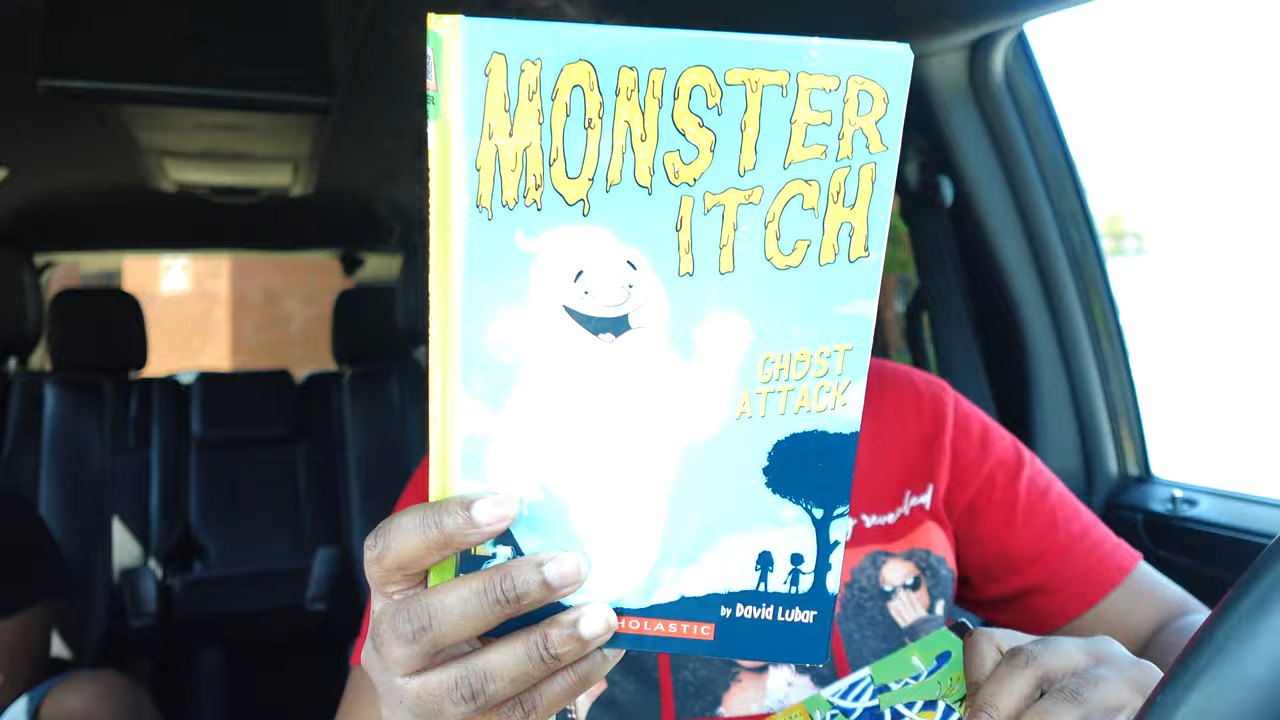 MONSTER
ITCH
GHOST
ATTACK
by David Lubar
HOLASTIC